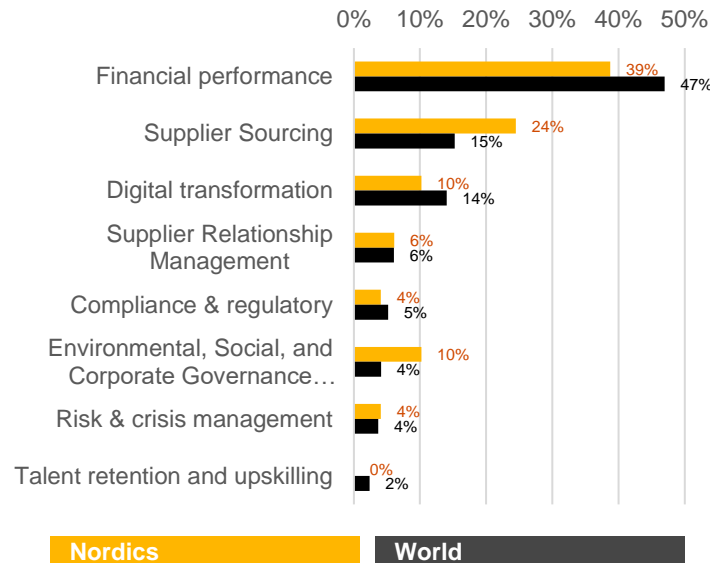 0% 10% 20% 30% 40% 50%
Financial performance
39%
47%
Supplier Sourcing
24%
15%
Digital transformation
10%
14%
Supplier Relationship
Management
6%
6%
Compliance & regulatory
4%
5%
Environmental, Social, and
Corporate Governance…
10%
4%
Risk & crisis management
4%
4%
Talent retention and upskilling
0%
2%
Nordics World